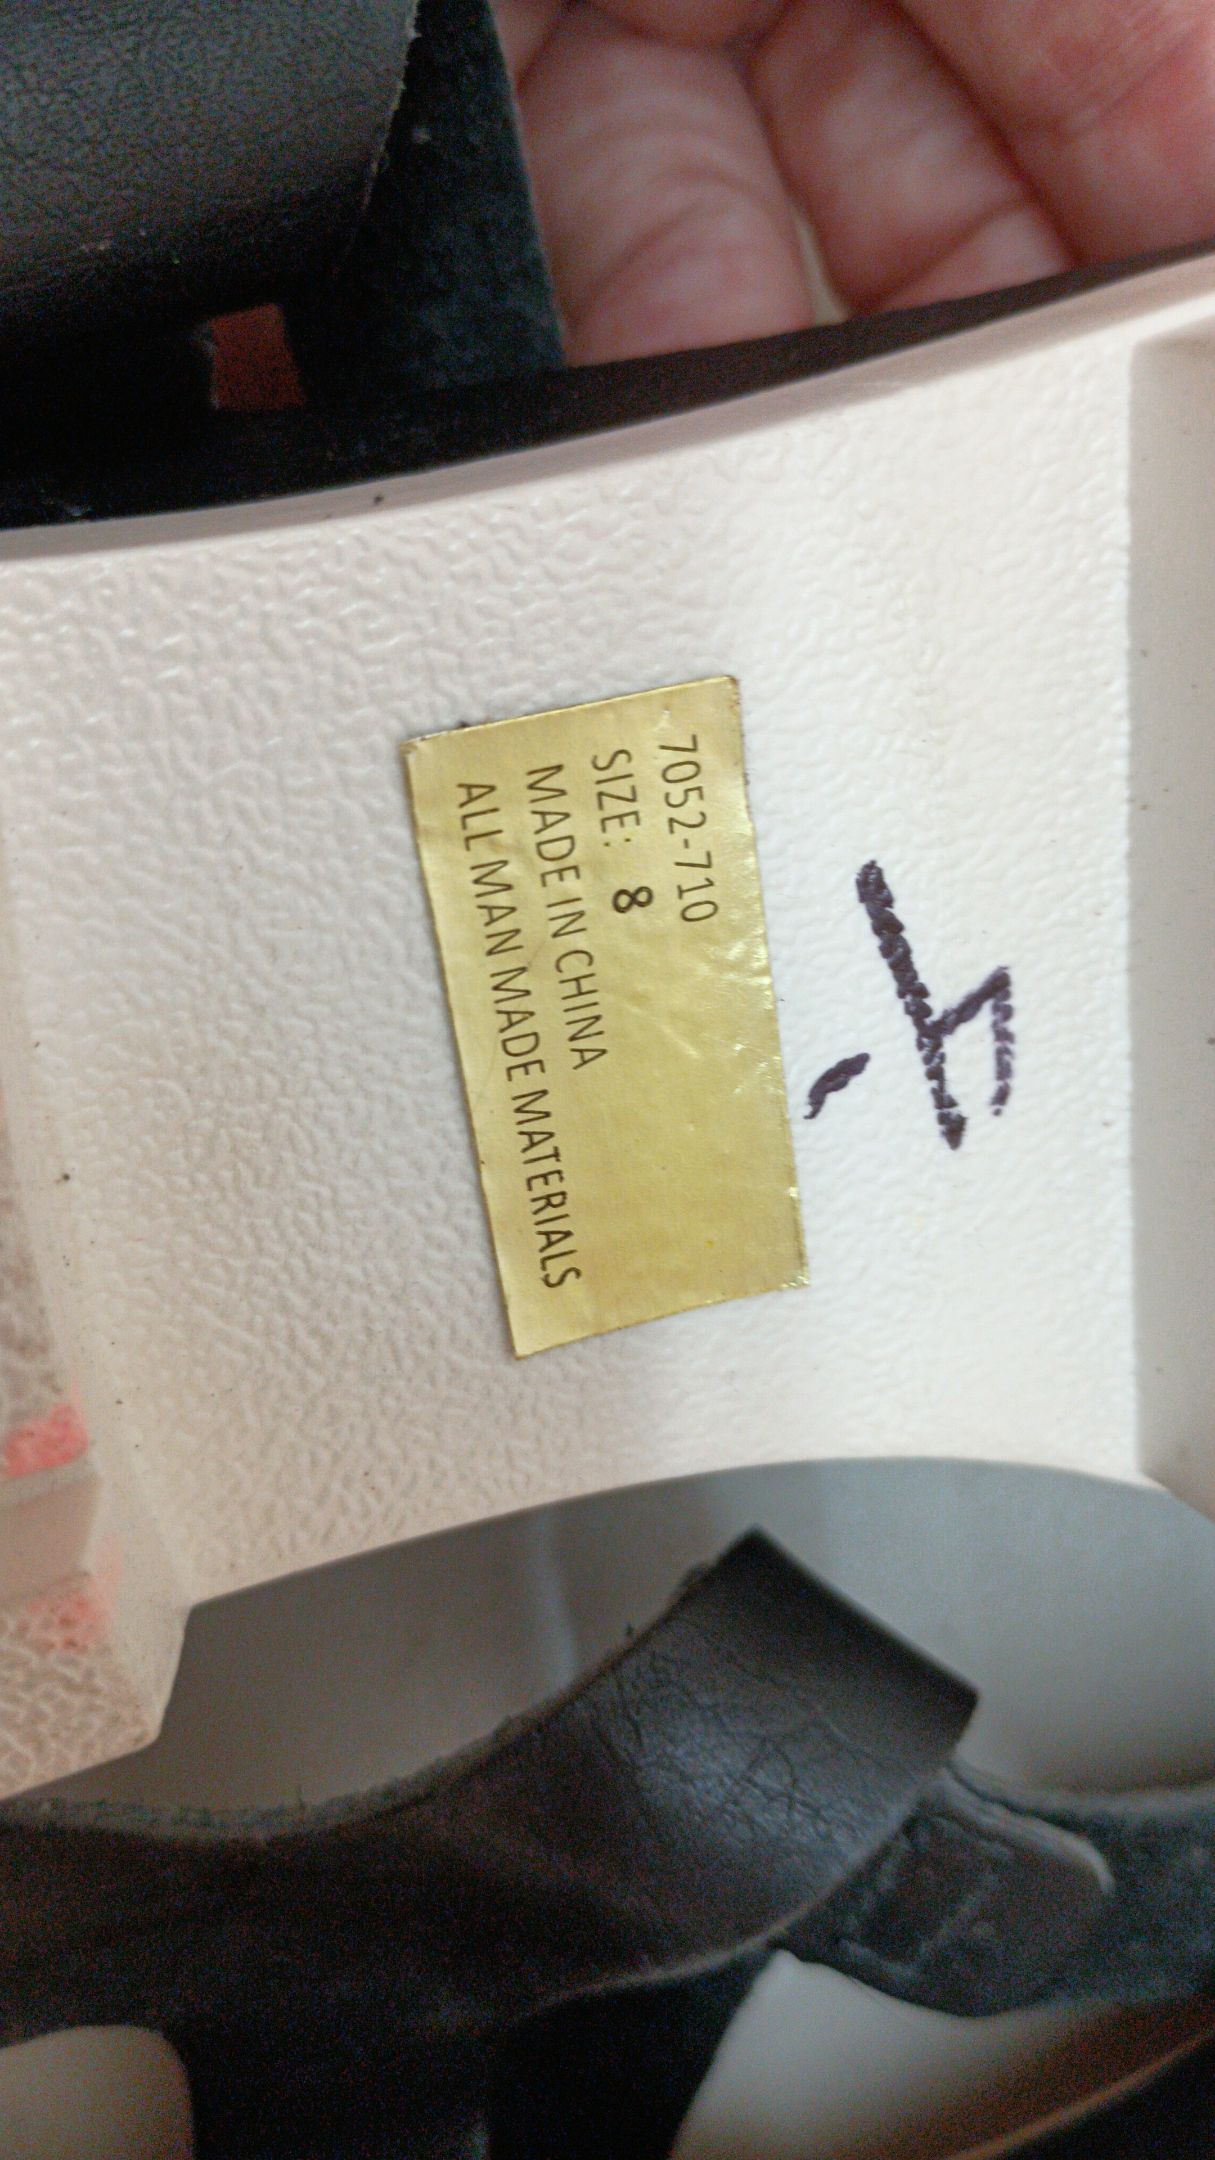 7052-710
SIZE: 8
MADE IN CHINA
ALL MAN MADE MATERIALS